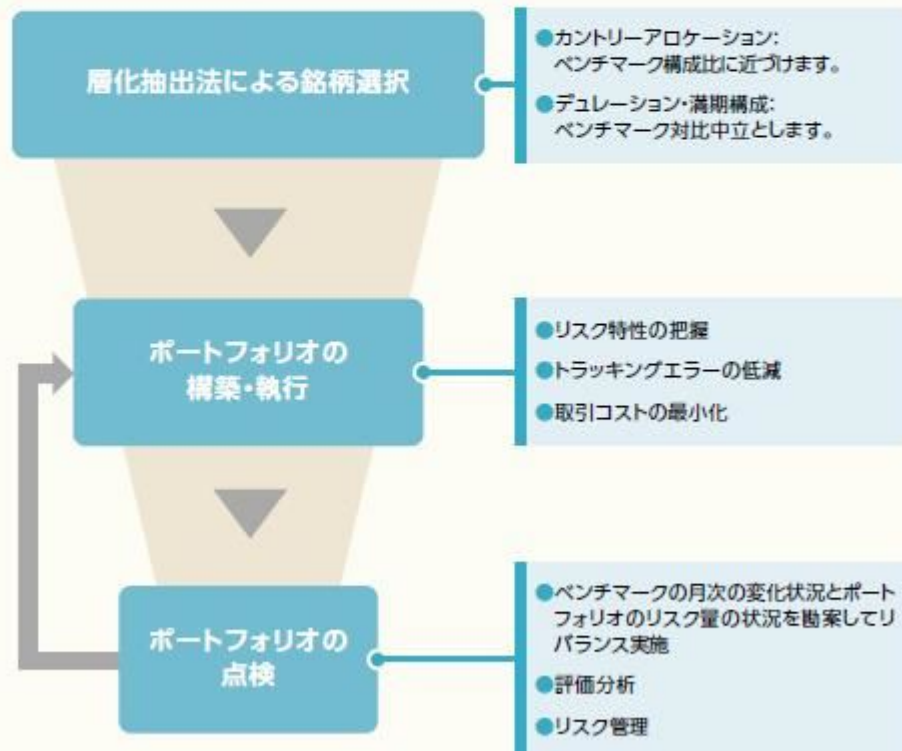 層化抽出法による銘柄選択
●カントリーアロケーション:
ベンチマーク構成比に近づけます。
●デュレーション・満期構成:
ベンチマーク対比中立とします。
ポートフォリオの
構築・執行
●リスク特性の把握
●トラッキングエラーの低減
●取引コストの最小化
ポートフォリオの
点検
●ベンチマークの月次の変化状況とポート
フォリオのリスク量の状況を勘案してリ
バランス実施
●評価分析
●リスク管理